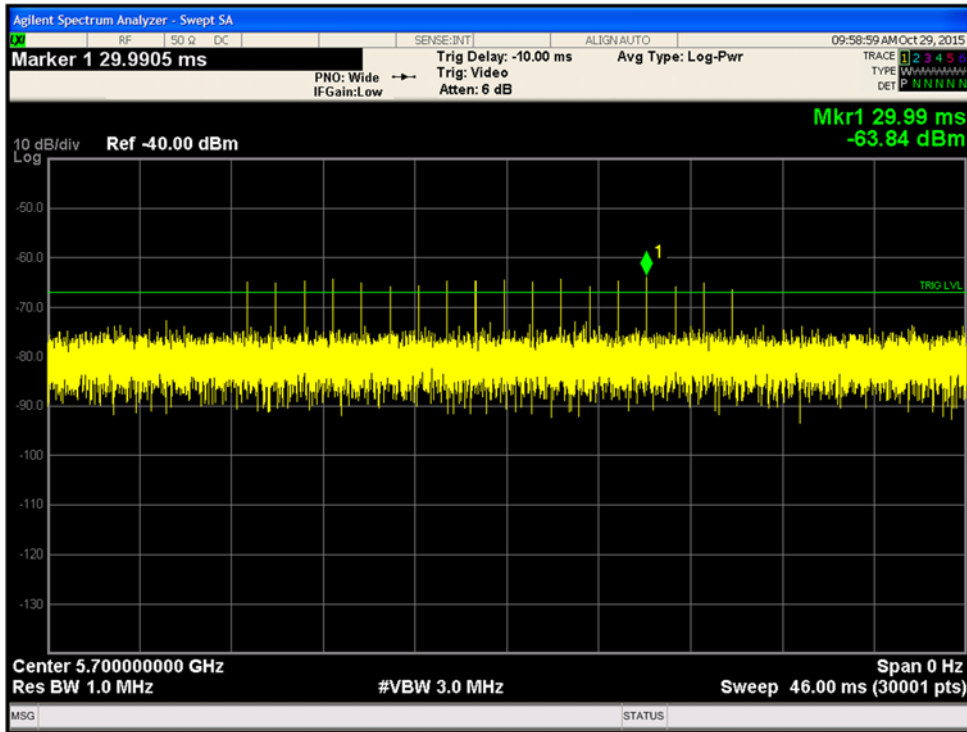 Agilent Spectrum Analyzer - Swept SA
LXI RF 50 Ω DC SENSE:INT ALIGN AUTO 09:58:59 AM Oct 29, 2015
Marker 1 29.9905 ms
PNO: Wide
IFGain:Low
Trig Delay: -10.00 ms
Trig: Video
Atten: 6 dB
Avg Type: Log-Pwr
TRACE 1 2 3 4 5 6
TYPE W
DET P N N N N N
Mkr1 29.99 ms
-63.84 dBm
10 dB/div Ref -40.00 dBm
Log
-50.0
1
-60.0
TRIG LVL
-70.0
-80.0
-90.0
-100
-110
-120
-130
Center 5.700000000 GHz Span 0 Hz
Res BW 1.0 MHz #VBW 3.0 MHz Sweep 46.00 ms (30001 pts)
MSG STATUS